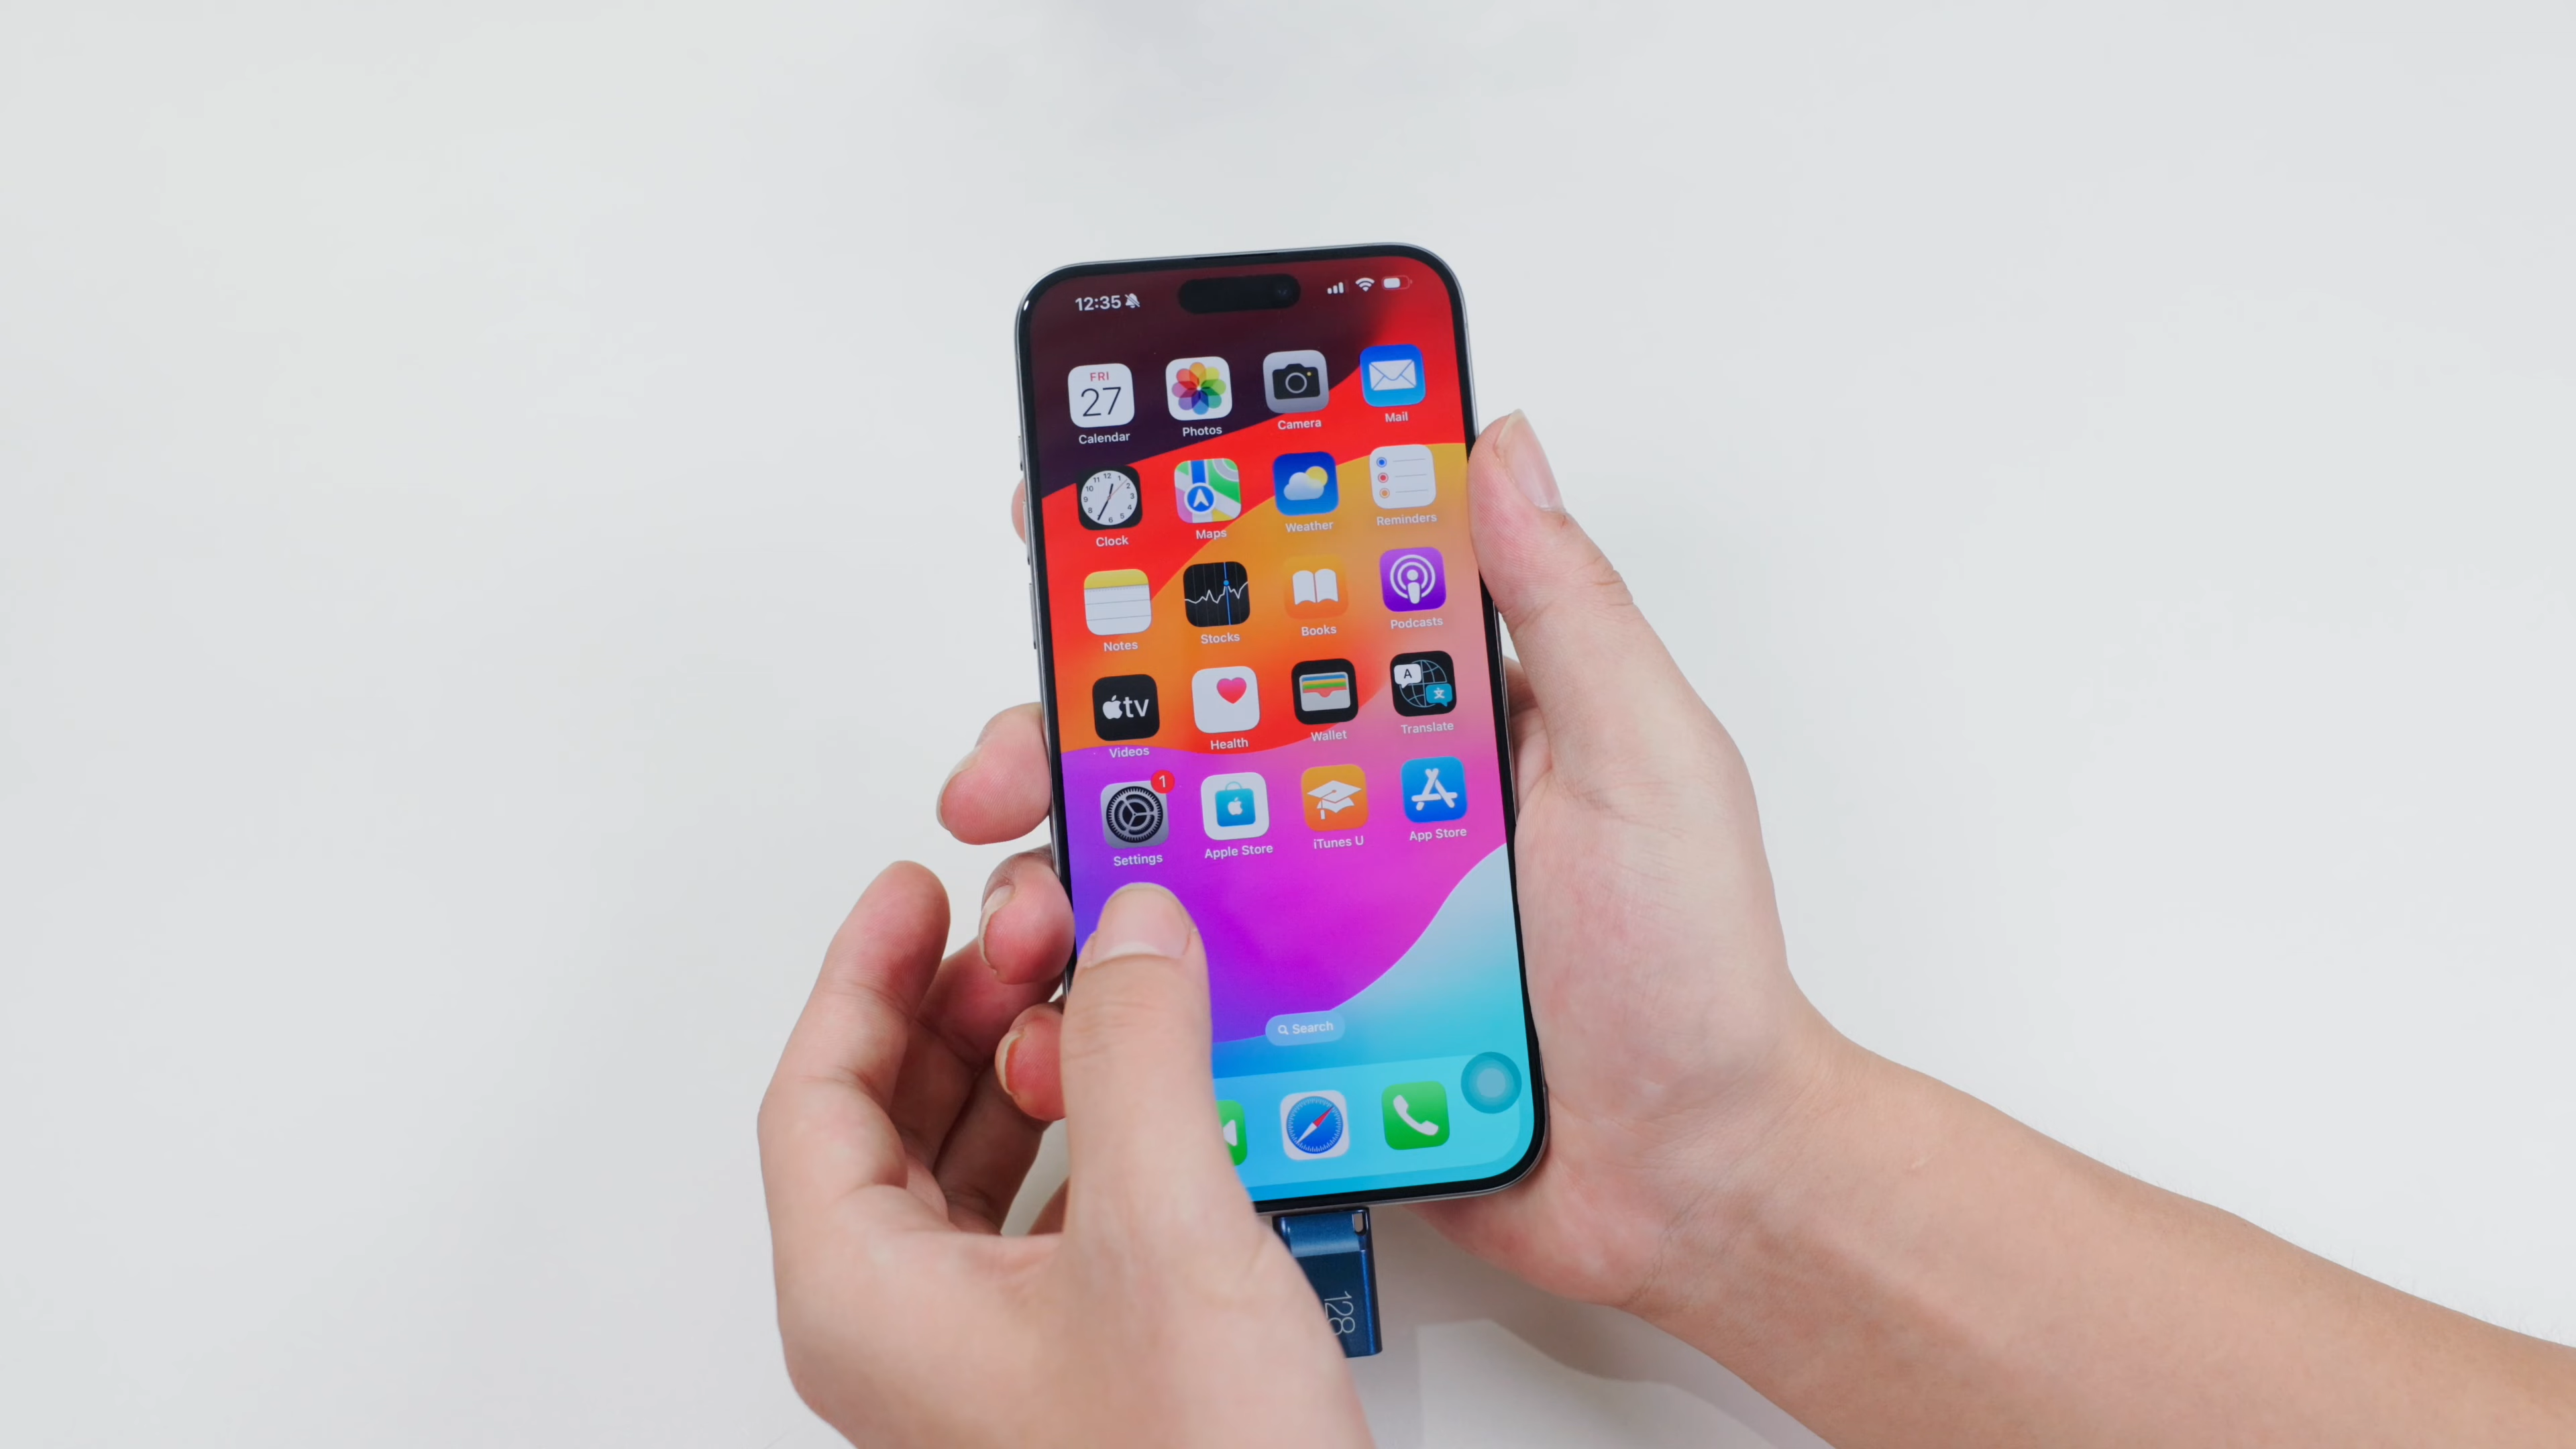 12:35
FRI
27
Calendar
Photos
Camera
Mail
Clock
Maps
Weather
Reminders
Notes
Stocks
Books
Podcasts
tv
A
文
Videos
Health
Wallet
Translate
1
Settings
Apple Store
iTunes U
App Store
Search
128